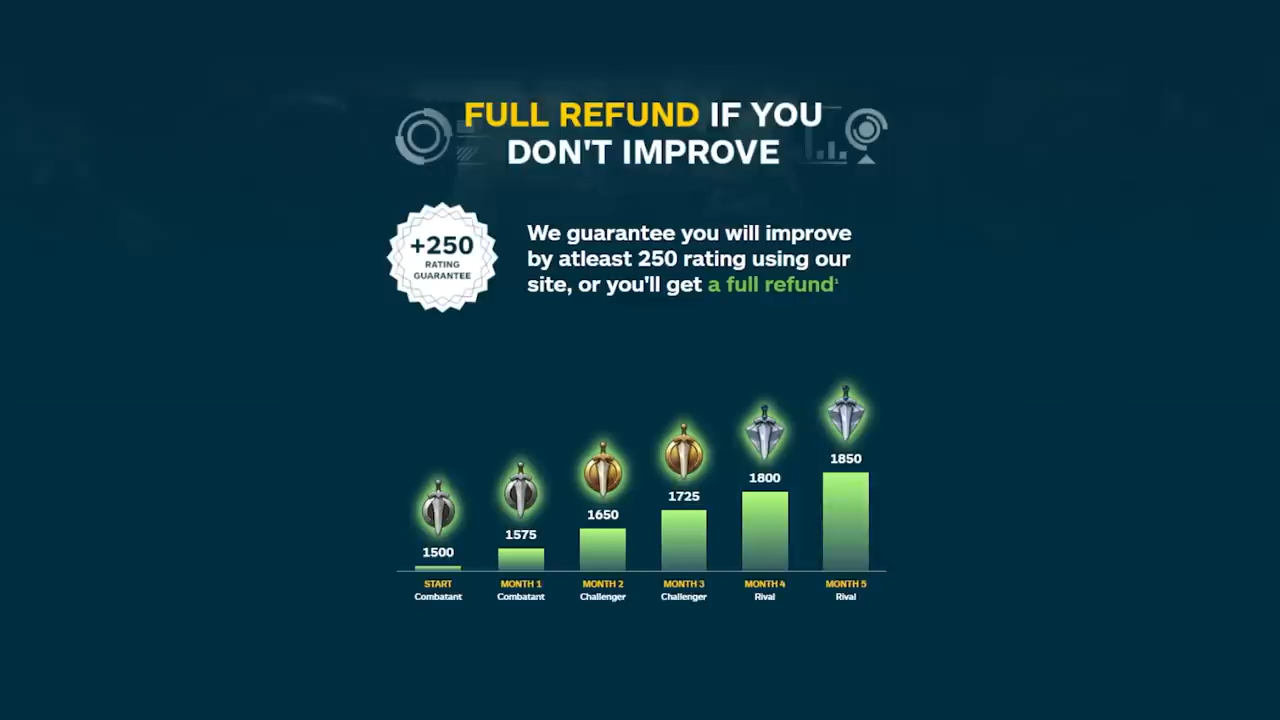 FULL REFUND IF YOU
DON'T IMPROVE
+250
RATING
GUARANTEE
We guarantee you will improve
by atleast 250 rating using our
site, or you'll get a full refund¹
1500
1575
1650
1725
1800
1850
START
Combatant
MONTH 1
Combatant
MONTH 2
Challenger
MONTH 3
Challenger
MONTH 4
Rival
MONTH 5
Rival